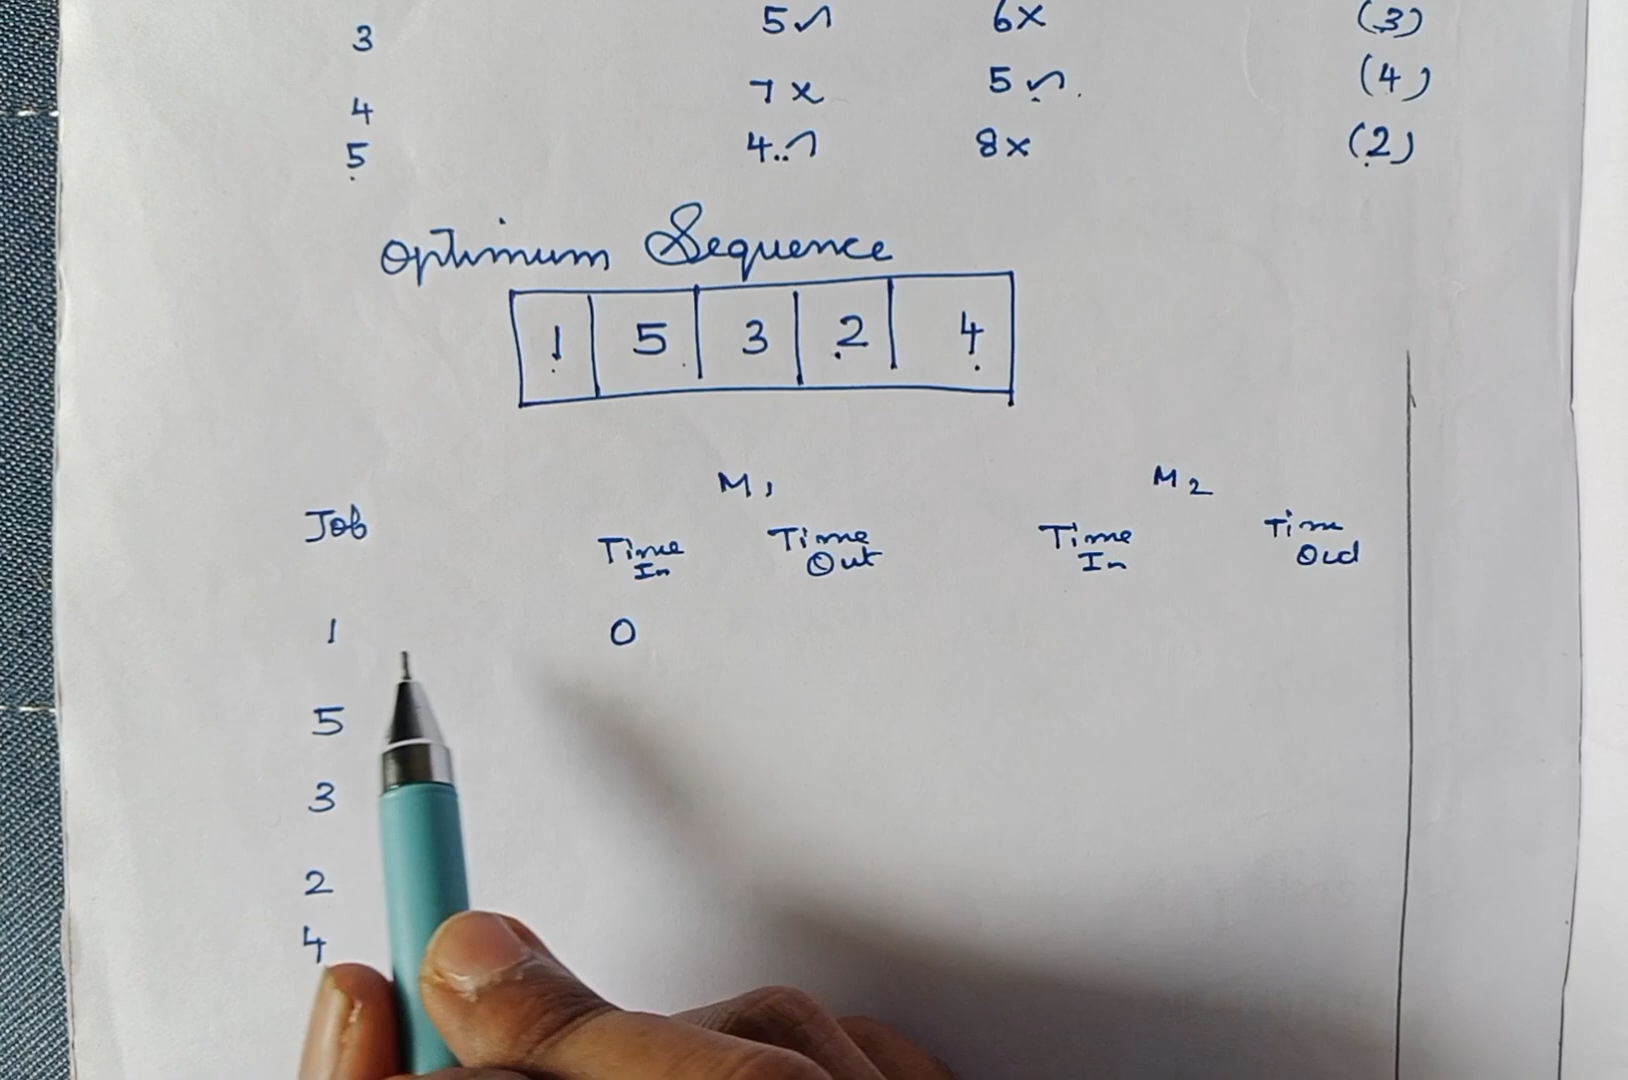 3 5 6x (3)
4 7x 5 (4)
5 4 8x (2)
Optimum Sequence
1 5 3 2 4
M1 M2
Job Time In Time Out Time In Time Out
1 0
5
3
2
4